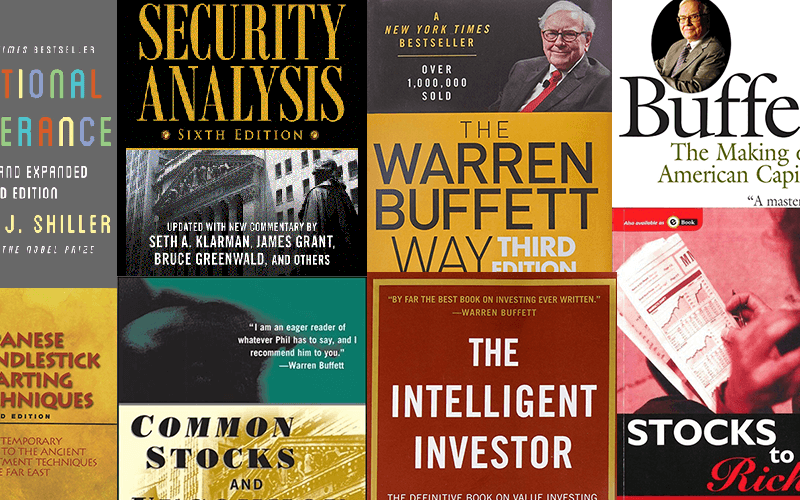 TIMES BESTSELLER
TIONAL
ERANCE
AND EXPANDED
D EDITION
J. SHILLER
THE NOBEL PRIZE
SECURITY
ANALYSIS
SIXTH EDITION
UPDATED WITH NEW COMMENTARY BY
SETH A. KLARMAN, JAMES GRANT,
BRUCE GREENWALD, AND OTHERS
A
NEW YORK TIMES
BESTSELLER
OVER
1,000,000
SOLD
THE
WARREN
BUFFETT
WAY THIRD
EDITION
Buffe
The Making o
American Capi
"A master
PANESE
NDLESTICK
ARTING
CHNIQUES
D EDITION
TEMPORARY
TO THE ANCIENT
TMENT TECHNIQUES
E FAR EAST
"I am an eager reader of
whatever Phil has to say, and I
recommend him to you."
—Warren Buffett
COMMON
STOCKS
AND
"BY FAR THE BEST BOOK ON INVESTING EVER WRITTEN."
—WARREN BUFFETT
THE
INTELLIGENT
INVESTOR
THE DEFINITIVE BOOK ON VALUE INVESTING
Also available as e Book
STOCKS
to
Rich